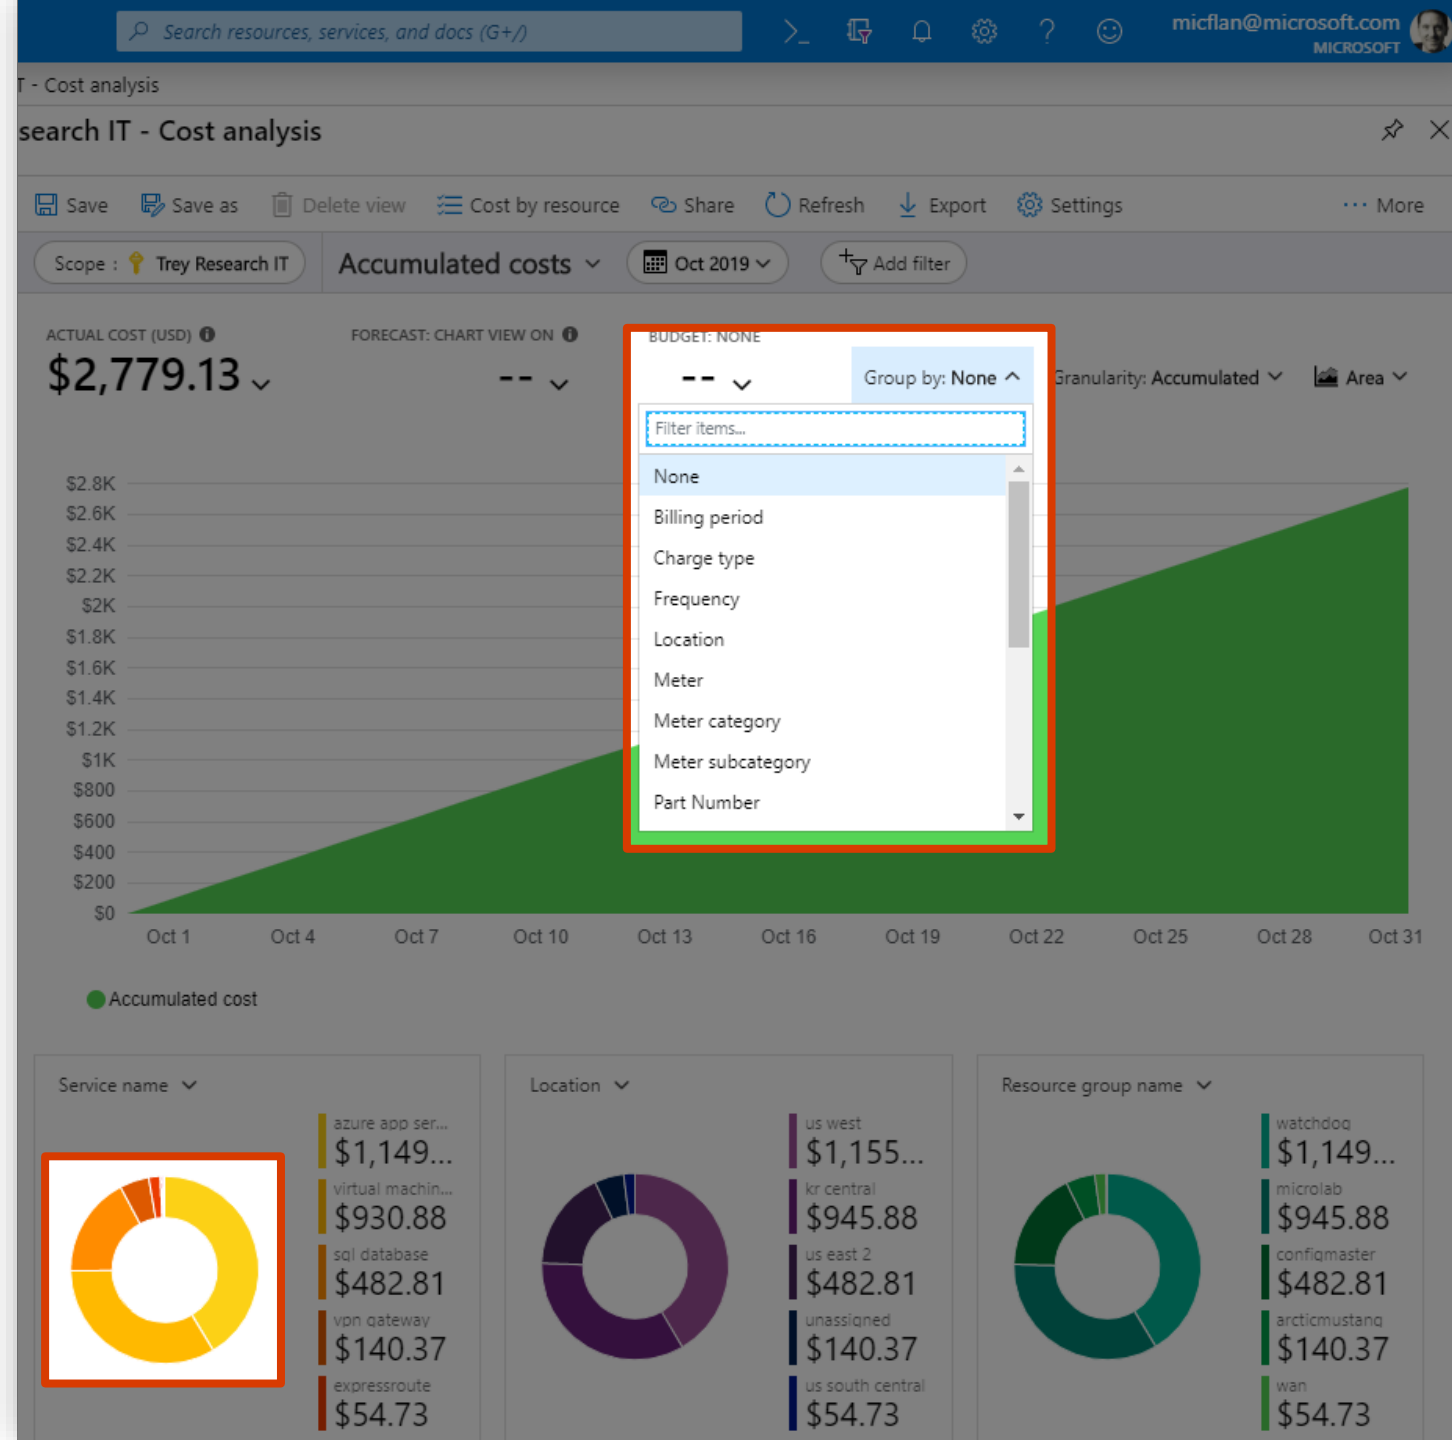 Search resources, services, and docs (G+/)
micflan@microsoft.com
MICROSOFT
T - Cost analysis
search IT - Cost analysis
Save
Save as
Delete view
Cost by resource
Share
Refresh
Export
Settings
More
Scope : Trey Research IT
Accumulated costs
Oct 2019
Add filter
ACTUAL COST (USD)
$2,779.13
FORECAST: CHART VIEW ON
--
BUDGET: NONE
--
Group by: None
Granularity: Accumulated
Area
Filter items...
None
Billing period
Charge type
Frequency
Location
Meter
Meter category
Meter subcategory
Part Number
$2.8K
$2.6K
$2.4K
$2.2K
$2K
$1.8K
$1.6K
$1.4K
$1.2K
$1K
$800
$600
$400
$200
$0
Oct 1 Oct 4 Oct 7 Oct 10 Oct 13 Oct 16 Oct 19 Oct 22 Oct 25 Oct 28 Oct 31
Accumulated cost
Service name
azure app ser...
$1,149...
virtual machin...
$930.88
sql database
$482.81
vpn gateway
$140.37
expressroute
$54.73
Location
us west
$1,155...
kr central
$945.88
us east 2
$482.81
unassigned
$140.37
us south central
$54.73
Resource group name
watchdog
$1,149...
microlab
$945.88
configmaster
$482.81
arcticmustang
$140.37
wan
$54.73